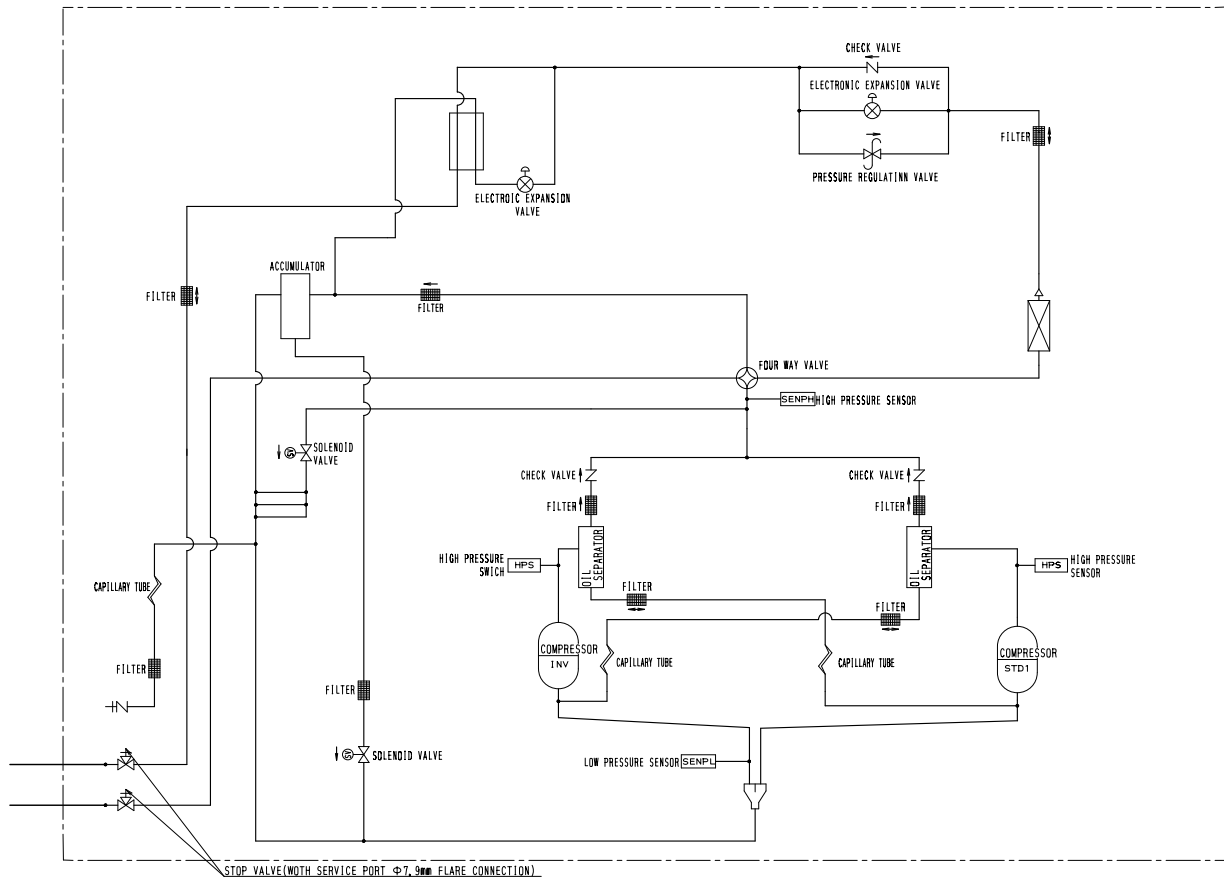 CHECK VALVE
ELECTRONIC EXPANSION VALVE
FILTER
PRESSURE REGULATINN VALVE
ELECTROIC EXPANSION
VALVE
ACCUMULATOR
FILTER
FILTER
FOUR WAY VALVE
SENPH HIGH PRESSURE SENSOR
SV SOLENOID
VALVE
CHECK VALVE
CHECK VALVE
FILTER
FILTER
OIL
SEPARATOR
OIL
SEPARATOR
HIGH PRESSURE
SWICH
HPS
HPS
HIGH PRESSURE
SENSOR
CAPILLARY TUBE
FILTER
FILTER
COMPRESSOR
INV
CAPILLARY TUBE
CAPILLARY TUBE
COMPRESSOR
STD1
FILTER
FILTER
SV SOLENOID VALVE
LOW PRESSURE SENSOR SENPL
STOP VALVE(WOTH SERVICE PORT Φ7.9mm FLARE CONNECTION)